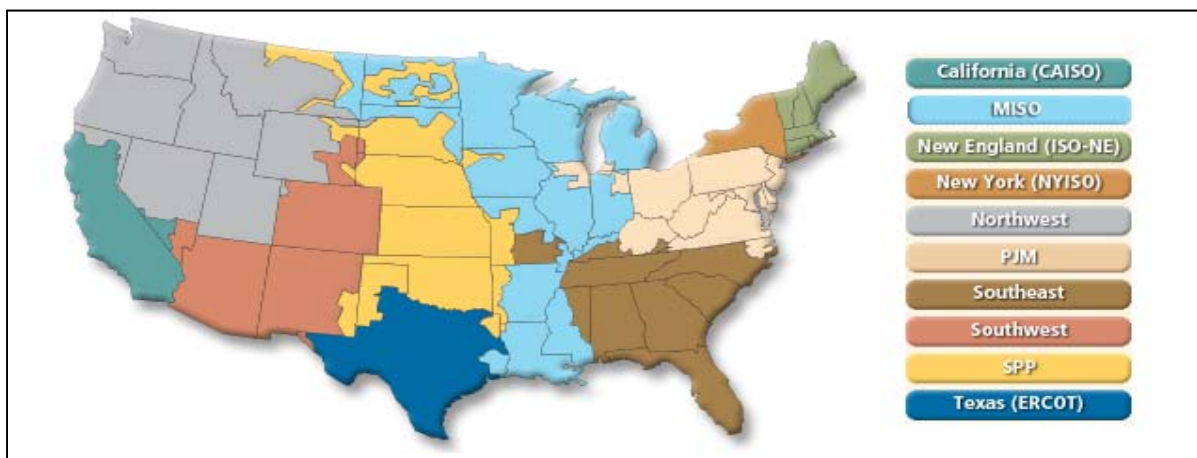 California (CAISO)
MISO
New England (ISO-NE)
New York (NYISO)
Northwest
PJM
Southeast
Southwest
SPP
Texas (ERCOT)